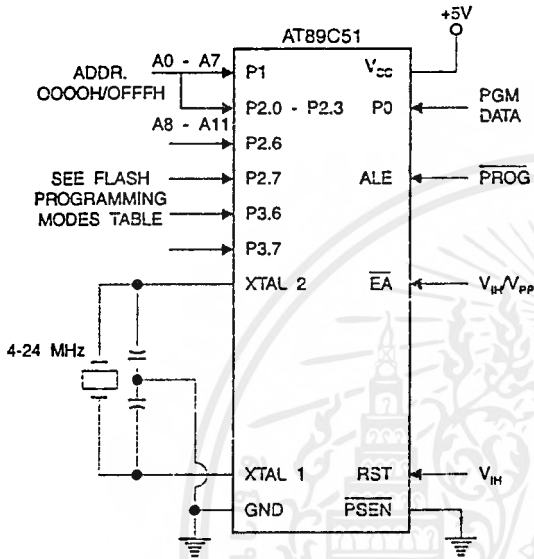 AT89C51
+5V
A0 - A7
ADDR.
OOOOH/OFFFH
P1
VCC
P2.0 - P2.3
P0
PGM
DATA
A8 - A11
P2.6
SEE FLASH
PROGRAMMING
MODES TABLE
P2.7
ALE
PROG
P3.6
P3.7
XTAL 2
EA
VIH/VPP
4-24 MHz
XTAL 1
RST
VIH
GND
PSEN